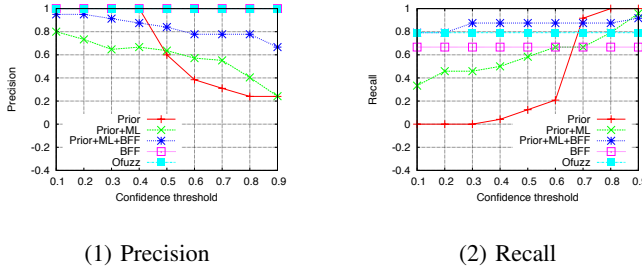 1
0.8
0.6
0.4
0.2
0
-0.2
-0.4
Precision
Prior
Prior+ML
Prior+ML+BFF
BFF
Ofuzz
0.1 0.2 0.3 0.4 0.5 0.6 0.7 0.8 0.9
Confidence threshold
(1) Precision
1
0.8
0.6
0.4
0.2
0
-0.2
-0.4
Recall
Prior
Prior+ML
Prior+ML+BFF
BFF
Ofuzz
0.1 0.2 0.3 0.4 0.5 0.6 0.7 0.8 0.
Confidence threshold
(2) Recall